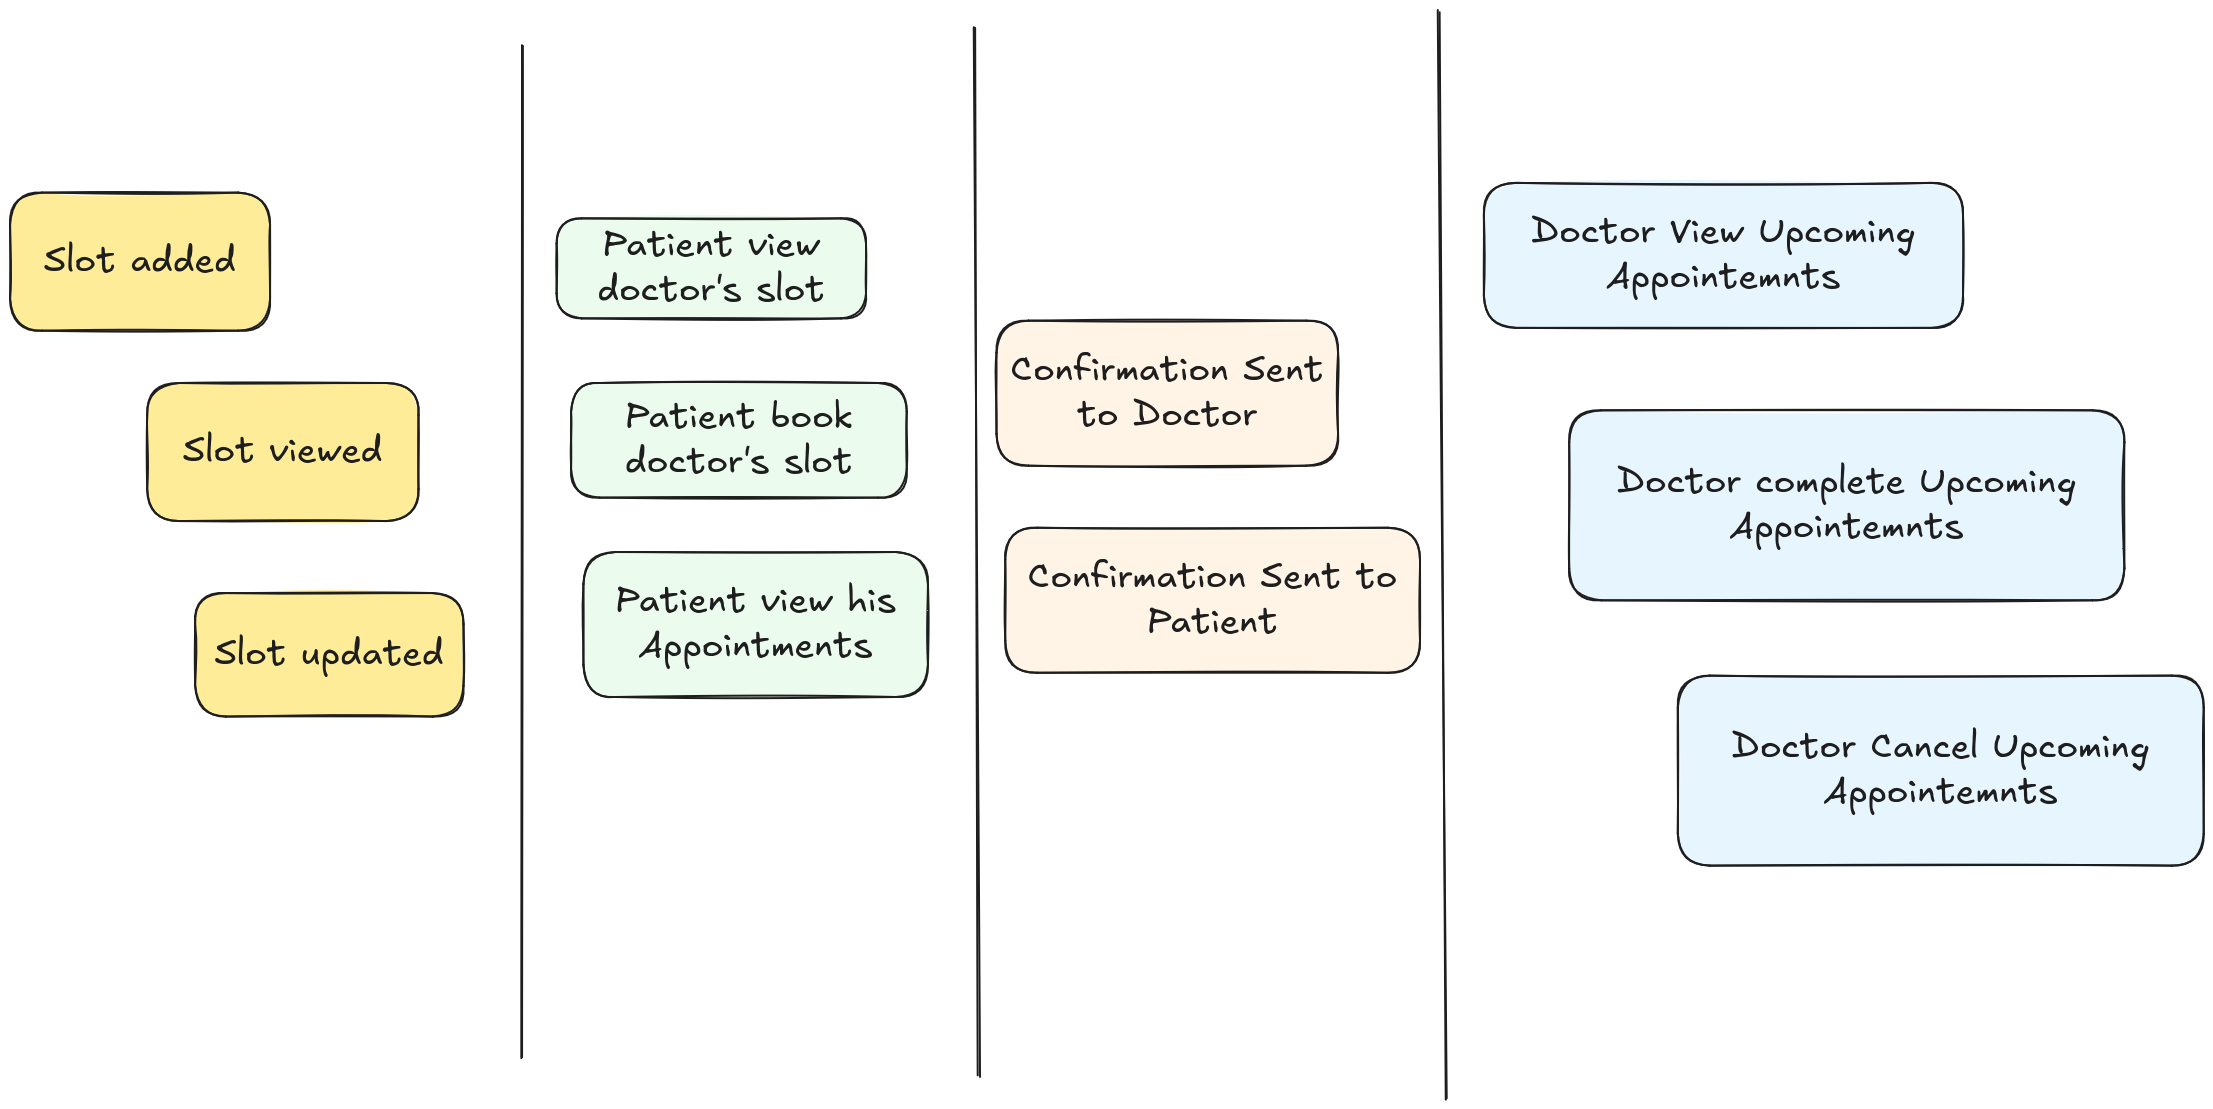 Slot added
Slot viewed
Slot updated
Patient view
doctor's slot
Patient book
doctor's slot
Patient view his
Appointments
Confirmation Sent
to Doctor
Confirmation Sent to
Patient
Doctor View Upcoming
Appointemnts
Doctor complete Upcoming
Appointemnts
Doctor Cancel Upcoming
Appointemnts